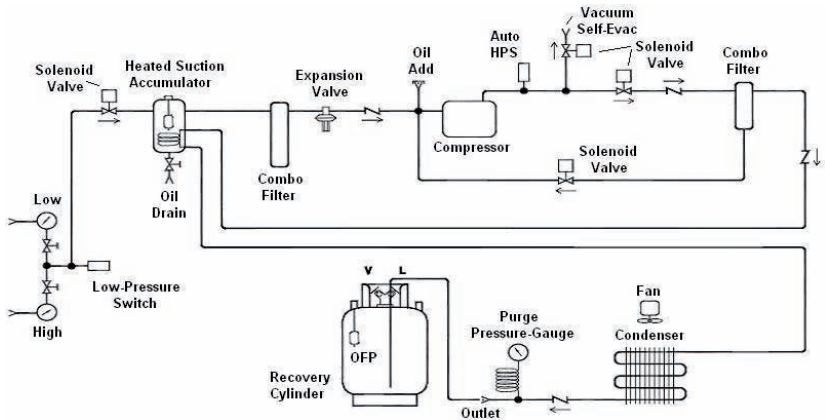 Vacuum
Self-Evac
Auto
HPS
Solenoid
Valve
Combo
Filter
Oil
Add
Heated Suction
Accumulator
Solenoid
Valve
Expansion
Valve
Compressor
Solenoid
Valve
Combo
Filter
Oil
Drain
Low
Low-Pressure
Switch
High
V L
OFP
Recovery
Cylinder
Purge
Pressure-Gauge
Outlet
Fan
Condenser